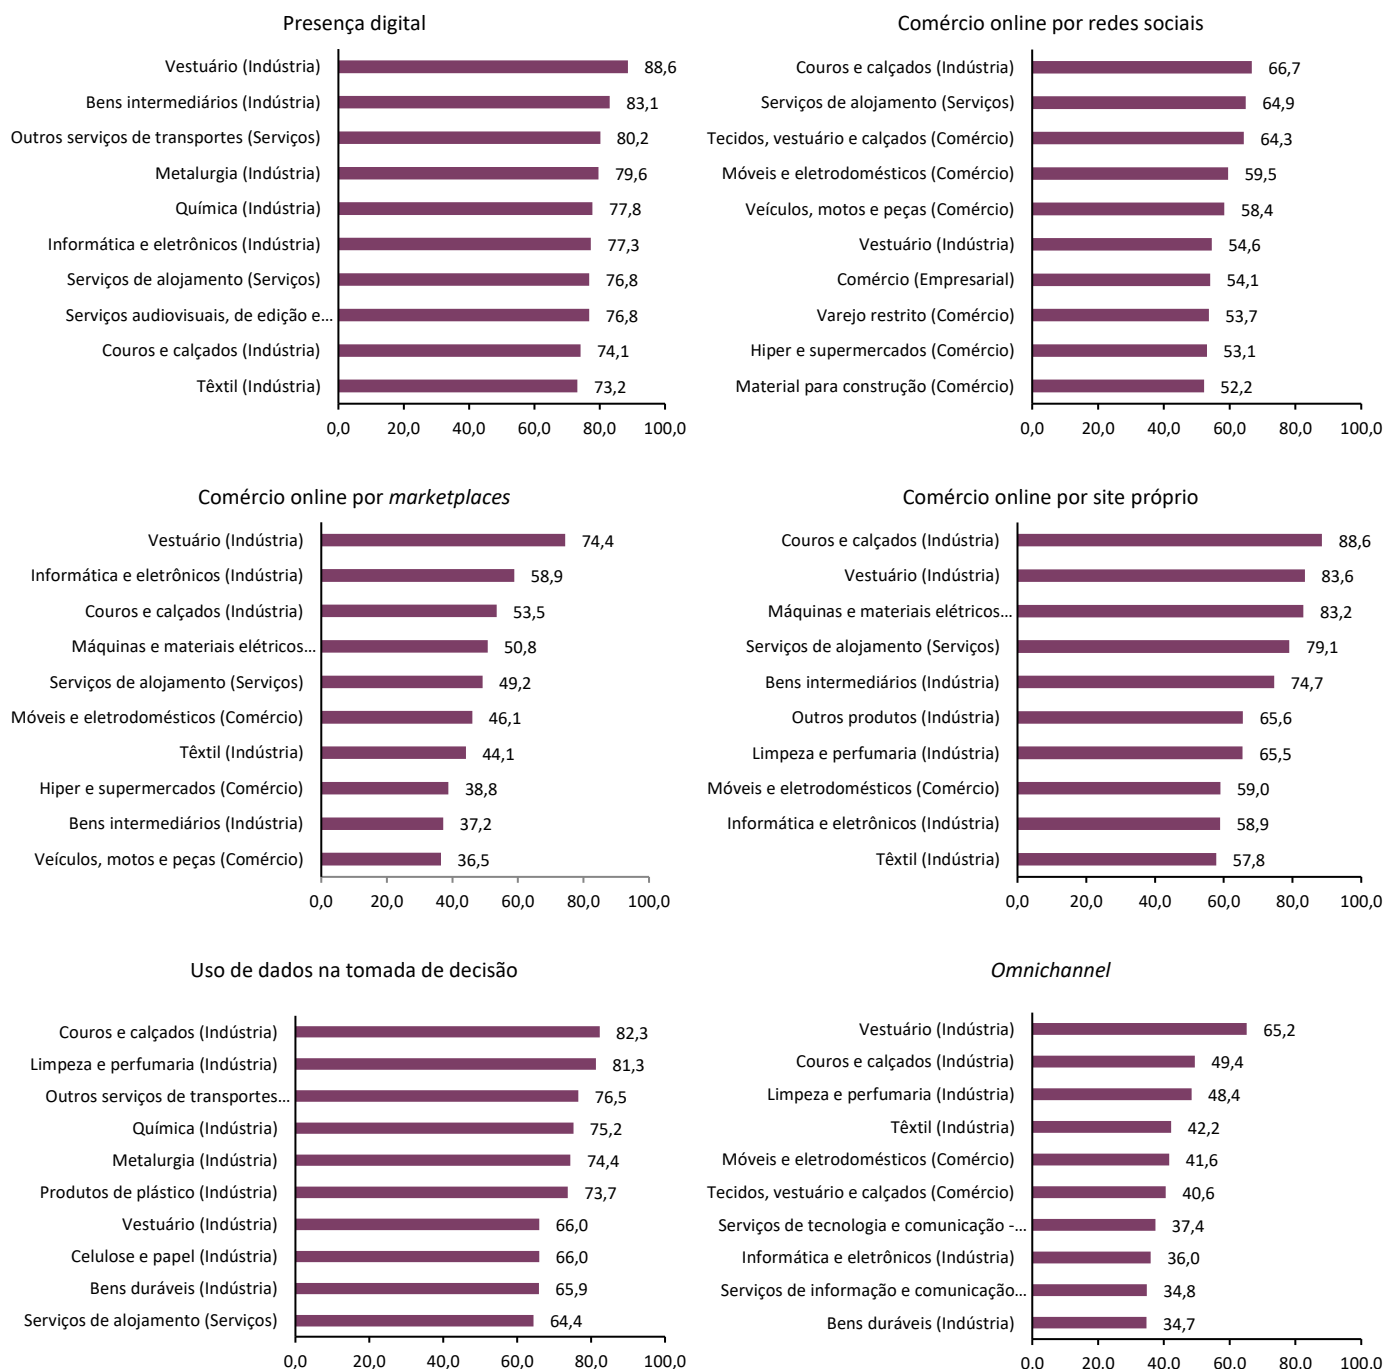 Presença digital
Vestuário (Indústria) 88,6
Bens intermediários (Indústria) 83,1
Outros serviços de transportes (Serviços) 80,2
Metalurgia (Indústria) 79,6
Química (Indústria) 77,8
Informática e eletrônicos (Indústria) 77,3
Serviços de alojamento (Serviços) 76,8
Serviços audiovisuais, de edição e... 76,8
Couros e calçados (Indústria) 74,1
Têxtil (Indústria) 73,2
0,0 20,0 40,0 60,0 80,0 100,0
Comércio online por redes sociais
Couros e calçados (Indústria) 66,7
Serviços de alojamento (Serviços) 64,9
Tecidos, vestuário e calçados (Comércio) 64,3
Móveis e eletrodomésticos (Comércio) 59,5
Veículos, motos e peças (Comércio) 58,4
Vestuário (Indústria) 54,6
Comércio (Empresarial) 54,1
Varejo restrito (Comércio) 53,7
Hiper e supermercados (Comércio) 53,1
Material para construção (Comércio) 52,2
0,0 20,0 40,0 60,0 80,0 100,0
Comércio online por marketplaces
Vestuário (Indústria) 74,4
Informática e eletrônicos (Indústria) 58,9
Couros e calçados (Indústria) 53,5
Máquinas e materiais elétricos... 50,8
Serviços de alojamento (Serviços) 49,2
Móveis e eletrodomésticos (Comércio) 46,1
Têxtil (Indústria) 44,1
Hiper e supermercados (Comércio) 38,8
Bens intermediários (Indústria) 37,2
Veículos, motos e peças (Comércio) 36,5
0,0 20,0 40,0 60,0 80,0 100,0
Comércio online por site próprio
Couros e calçados (Indústria) 88,6
Vestuário (Indústria) 83,6
Máquinas e materiais elétricos... 83,2
Serviços de alojamento (Serviços) 79,1
Bens intermediários (Indústria) 74,7
Outros produtos (Indústria) 65,6
Limpeza e perfumaria (Indústria) 65,5
Móveis e eletrodomésticos (Comércio) 59,0
Informática e eletrônicos (Indústria) 58,9
Têxtil (Indústria) 57,8
0,0 20,0 40,0 60,0 80,0 100,0
Uso de dados na tomada de decisão
Couros e calçados (Indústria) 82,3
Limpeza e perfumaria (Indústria) 81,3
Outros serviços de transportes... 76,5
Química (Indústria) 75,2
Metalurgia (Indústria) 74,4
Produtos de plástico (Indústria) 73,7
Vestuário (Indústria) 66,0
Celulose e papel (Indústria) 66,0
Bens duráveis (Indústria) 65,9
Serviços de alojamento (Serviços) 64,4
0,0 20,0 40,0 60,0 80,0 100,0
Omnichannel
Vestuário (Indústria) 65,2
Couros e calçados (Indústria) 49,4
Limpeza e perfumaria (Indústria) 48,4
Têxtil (Indústria) 42,2
Móveis e eletrodomésticos (Comércio) 41,6
Tecidos, vestuário e calçados (Comércio) 40,6
Serviços de tecnologia e comunicação -... 37,4
Informática e eletrônicos (Indústria) 36,0
Serviços de informação e comunicação... 34,8
Bens duráveis (Indústria) 34,7
0,0 20,0 40,0 60,0 80,0 100,0